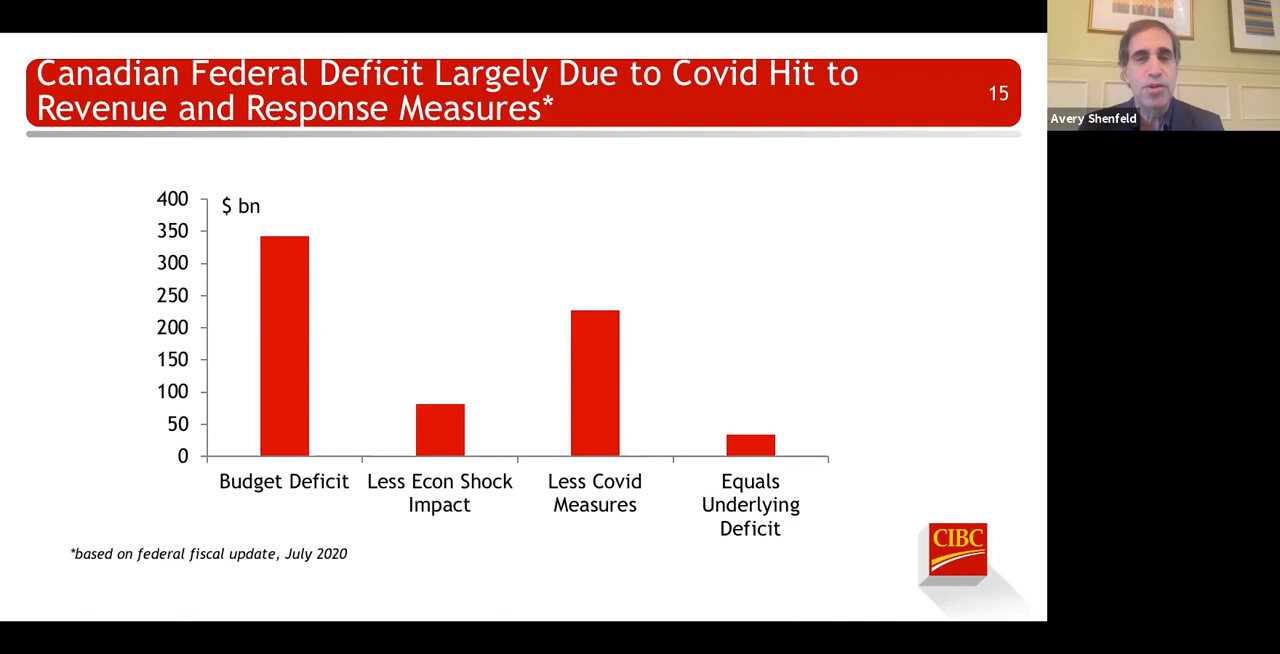 Canadian Federal Deficit Largely Due to Covid Hit to
Revenue and Response Measures*
15
Avery Shenfeld
$ bn
400
350
300
250
200
150
100
50
0
Budget Deficit
Less Econ Shock
Impact
Less Covid
Measures
Equals
Underlying
Deficit
*based on federal fiscal update, July 2020
CIBC